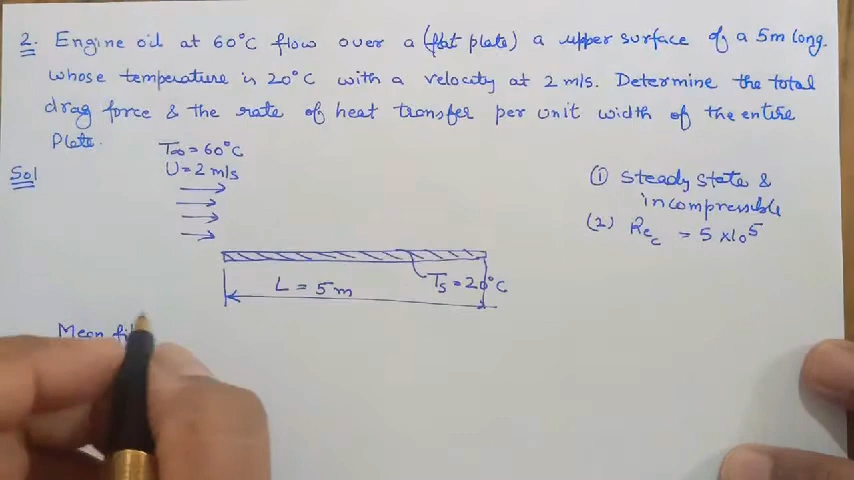 2. Engine oil at 60°C flow over a (flat plate) a upper surface of a 5m long.
whose temperature is 20°C with a velocity at 2 m/s. Determine the total
drag force & the rate of heat transfer per unit width of the entire
Plate.
Sol
T∞ = 60°C
U = 2 m/s
L = 5m
Ts = 20°C
(1) Steady state &
incompressible
(2) Rec = 5 x 10^5
Mean